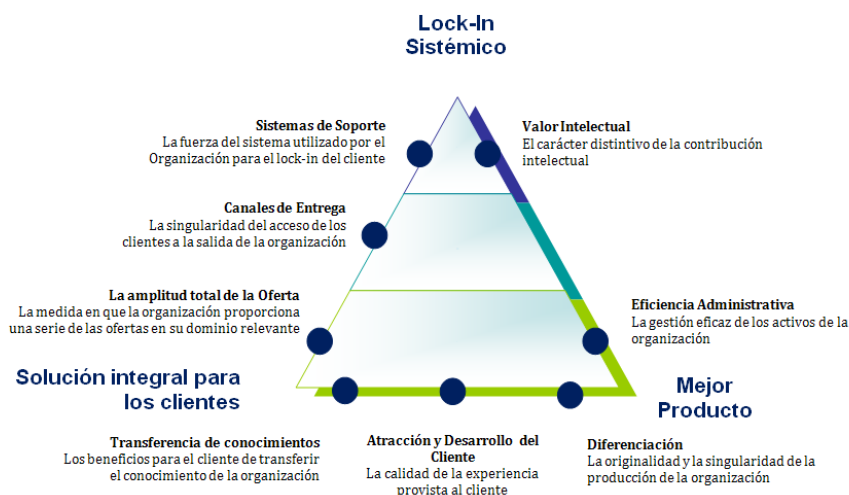 Lock-In
Sistémico
Sistemas de Soporte
La fuerza del sistema utilizado por el
Organización para el lock-in del cliente
Valor Intelectual
El carácter distintivo de la contribución
intelectual
Canales de Entrega
La singularidad del acceso de los
clientes a la salida de la organización
La amplitud total de la Oferta
La medida en que la organización proporciona
una serie de las ofertas en su dominio relevante
Eficiencia Administrativa
La gestión eficaz de los activos de la
organización
Solución integral para
los clientes
Mejor
Producto
Transferencia de conocimientos
Los beneficios para el cliente de transferir
el conocimiento de la organización
Atracción y Desarrollo del
Cliente
La calidad de la experiencia
provista al cliente
Diferenciación
La originalidad y la singularidad de la
producción de la organización